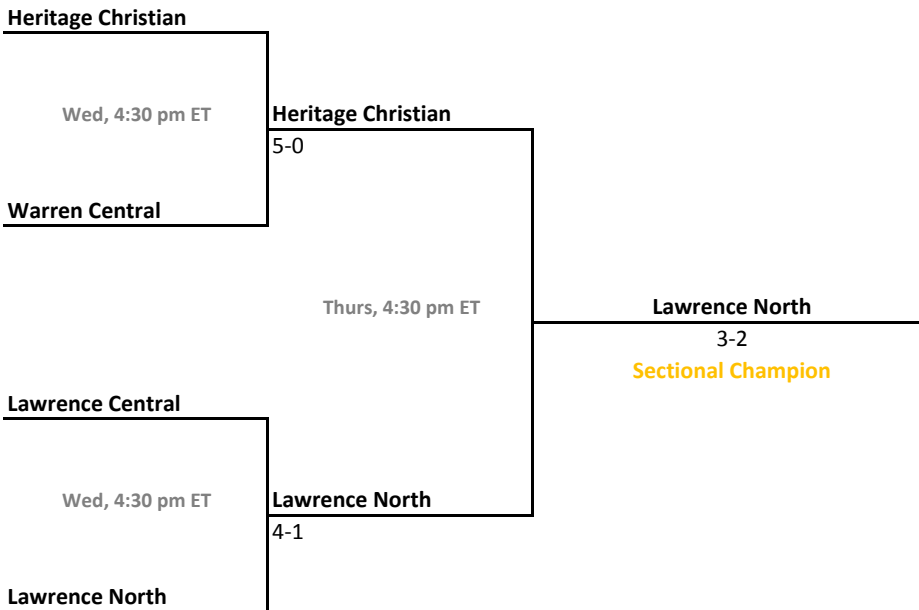 Heritage Christian
Wed, 4:30 pm ET
Heritage Christian
5-0
Warren Central
Thurs, 4:30 pm ET
Lawrence North
3-2
Sectional Champion
Lawrence Central
Wed, 4:30 pm ET
Lawrence North
4-1
Lawrence North